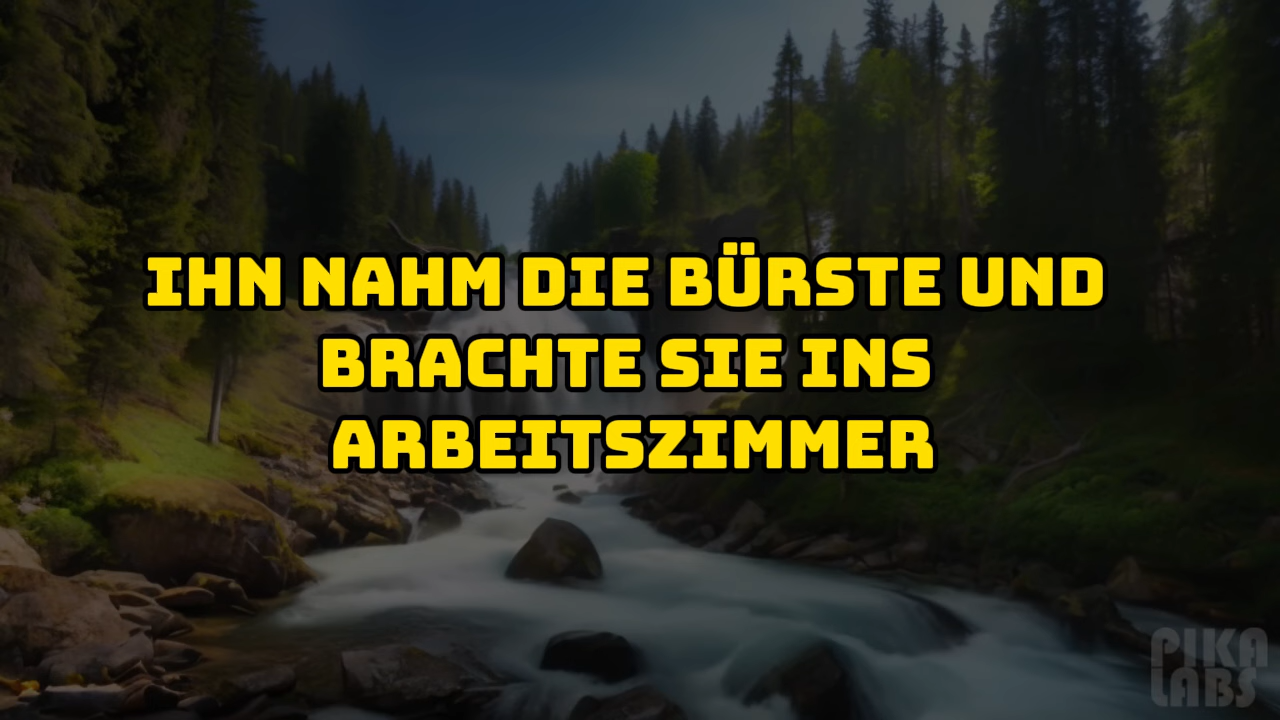 IHN NAHM DIE BÜRSTE UND
BRACHTE SIE INS
ARBEITSZIMMER
PIKA
LABS